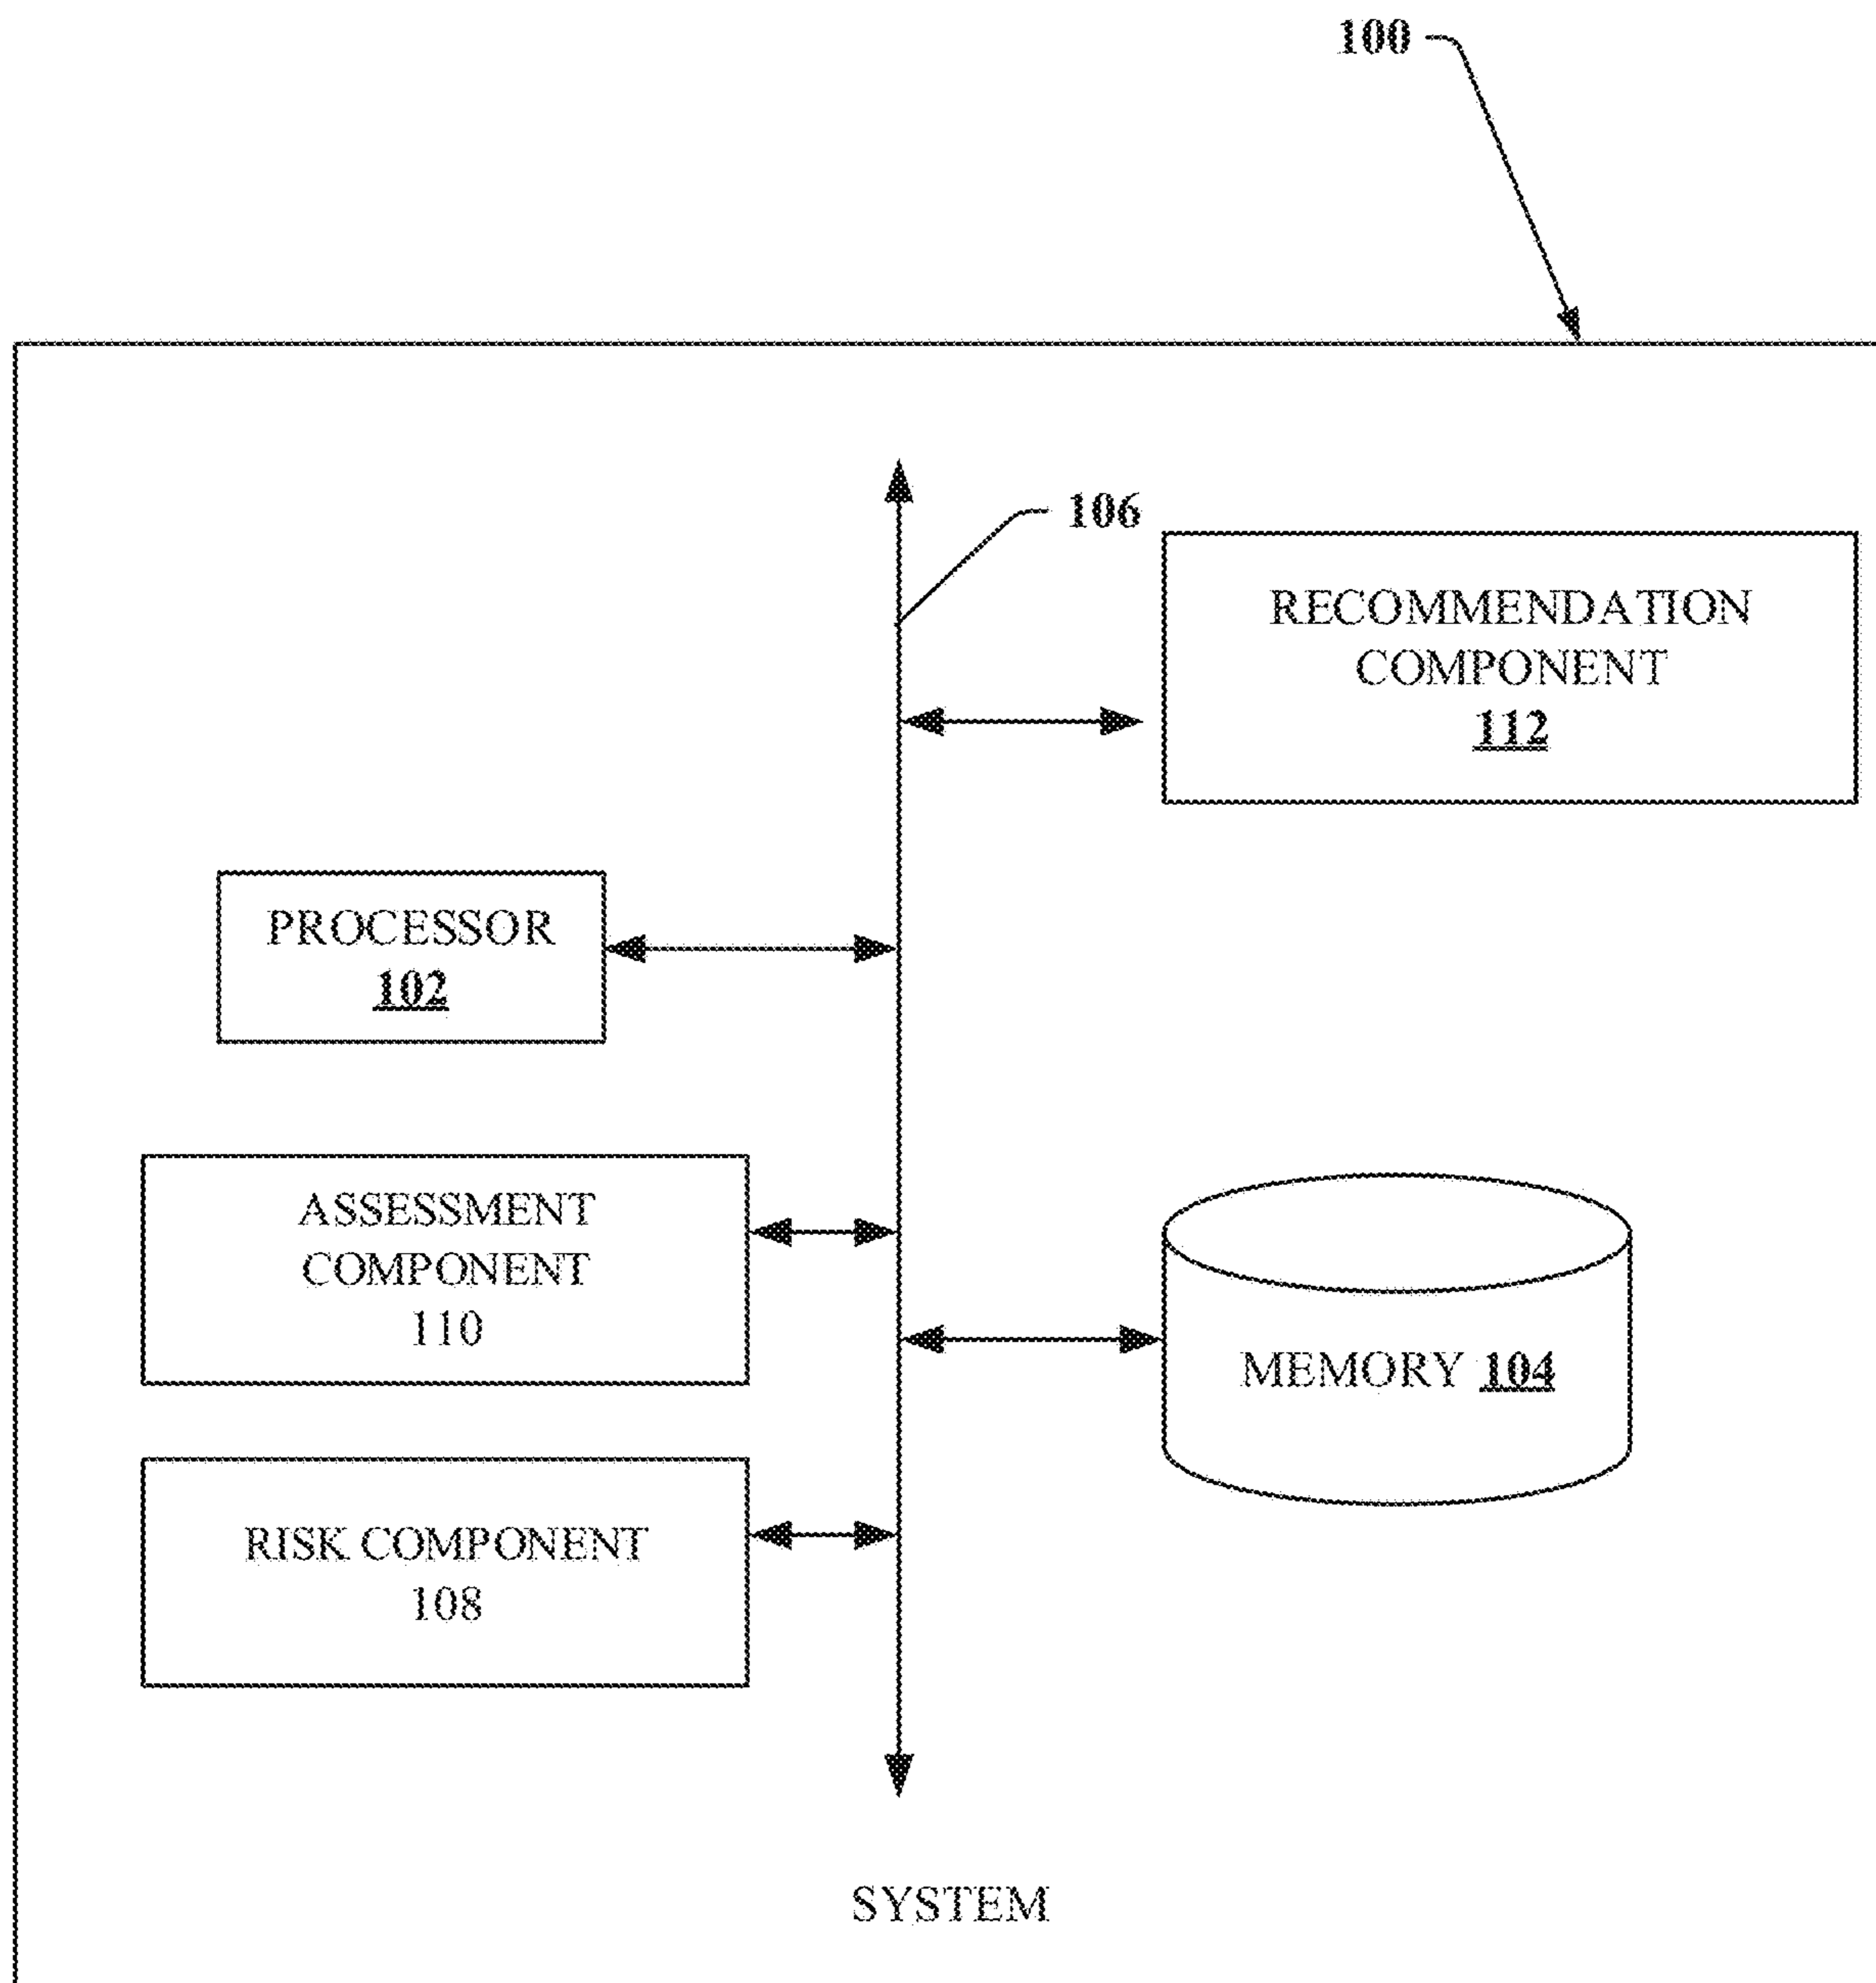 100
106
RECOMMENDATION
COMPONENT
112
PROCESSOR
102
ASSESSMENT
COMPONENT
110
MEMORY 104
RISK COMPONENT
108
SYSTEM